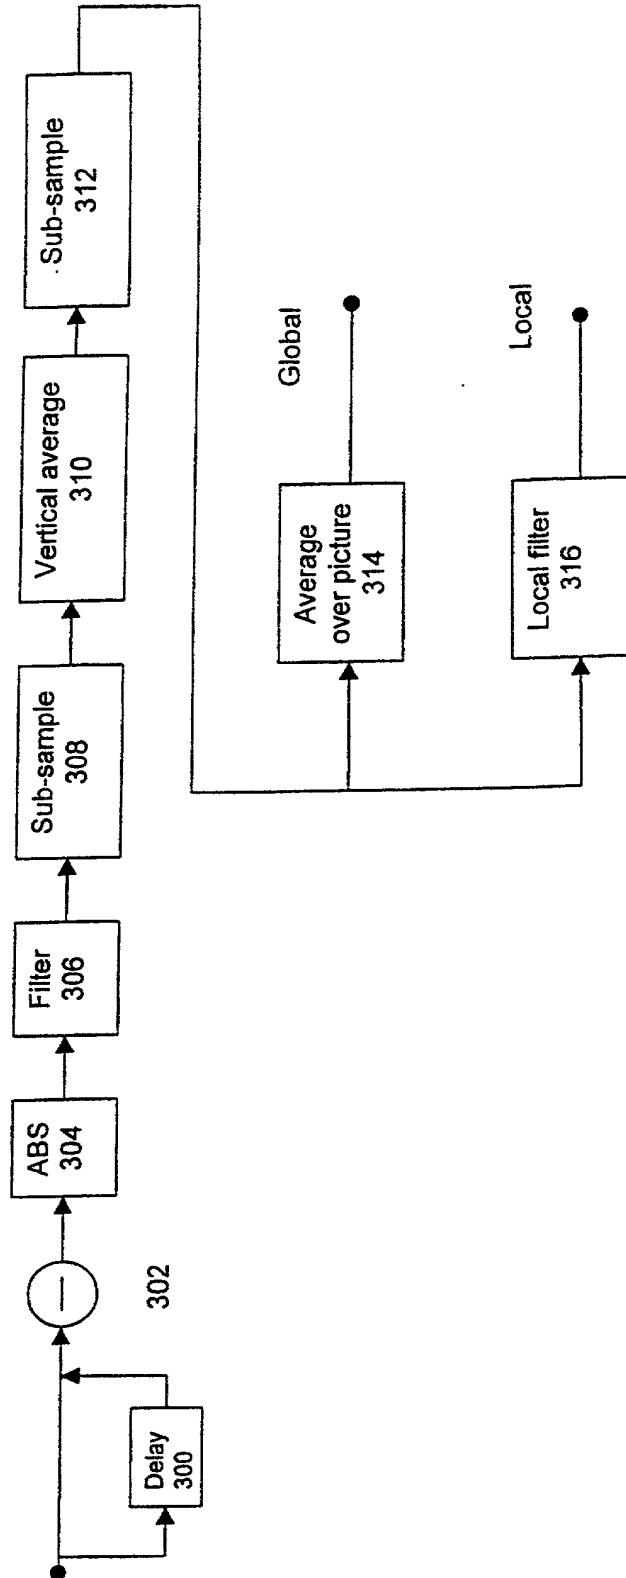 Delay
300
302
ABS
304
Filter
306
Sub-sample
308
Vertical average
310
Sub-sample
312
Average
over picture
314
Global
Local filter
316
Local